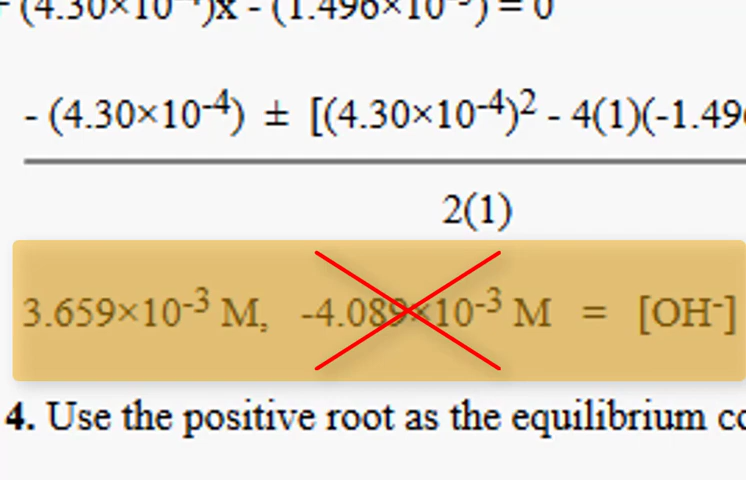 (4.30×10⁻⁴)x - (1.496×10⁻⁵) = 0
- (4.30×10⁻⁴) ± [(4.30×10⁻⁴)² - 4(1)(-1.49
2(1)
3.659×10⁻³ M, -4.089×10⁻³ M = [OH⁻]
4. Use the positive root as the equilibrium